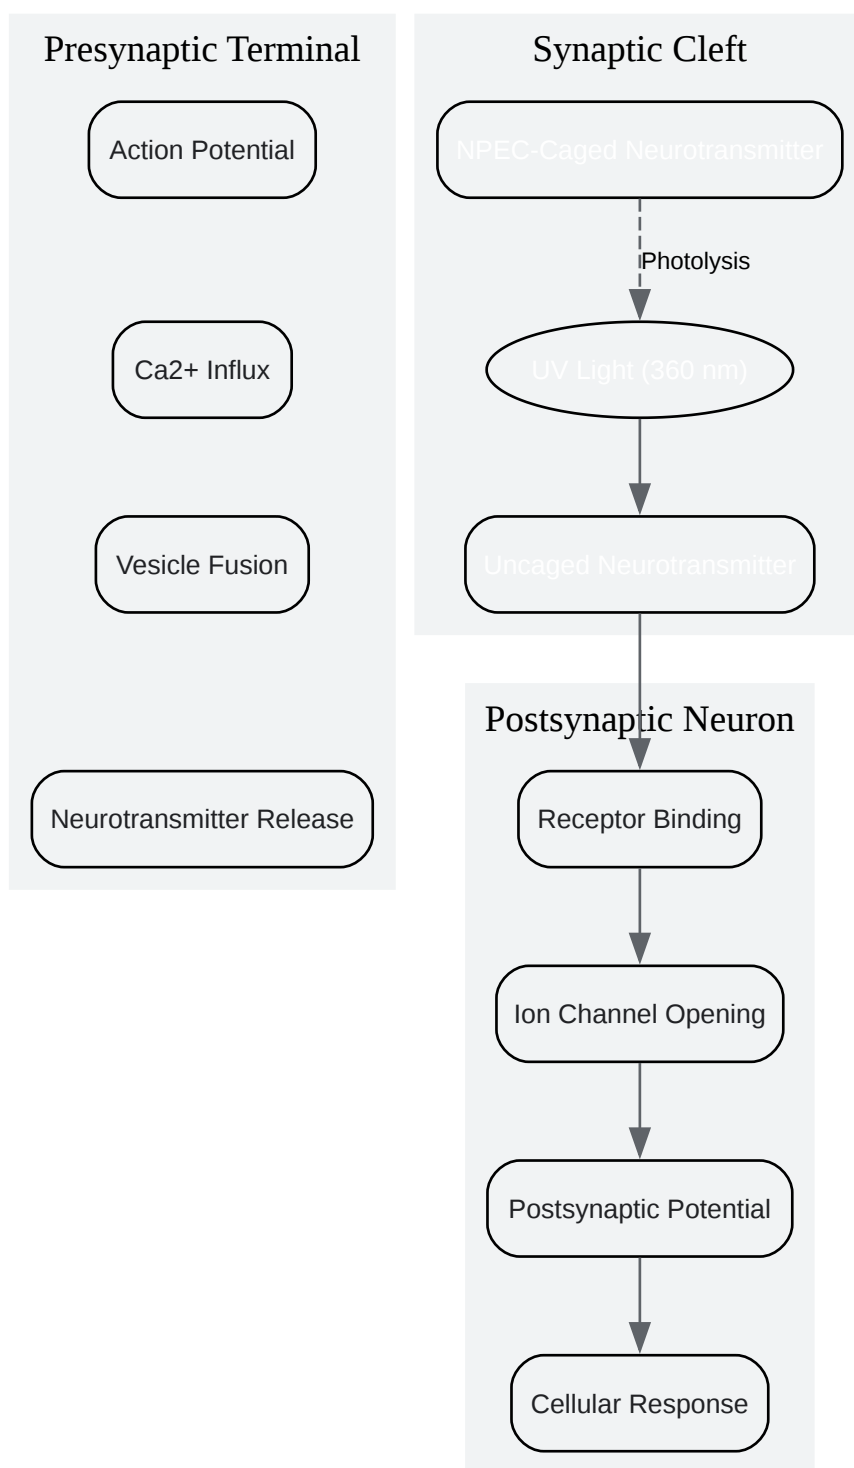 Presynaptic Terminal
Action Potential
Ca2+ Influx
Vesicle Fusion
Neurotransmitter Release
Synaptic Cleft
NPEC-Caged Neurotransmitter
Photolysis
UV Light (360 nm)
Uncaged Neurotransmitter
Postsynaptic Neuron
Receptor Binding
Ion Channel Opening
Postsynaptic Potential
Cellular Response